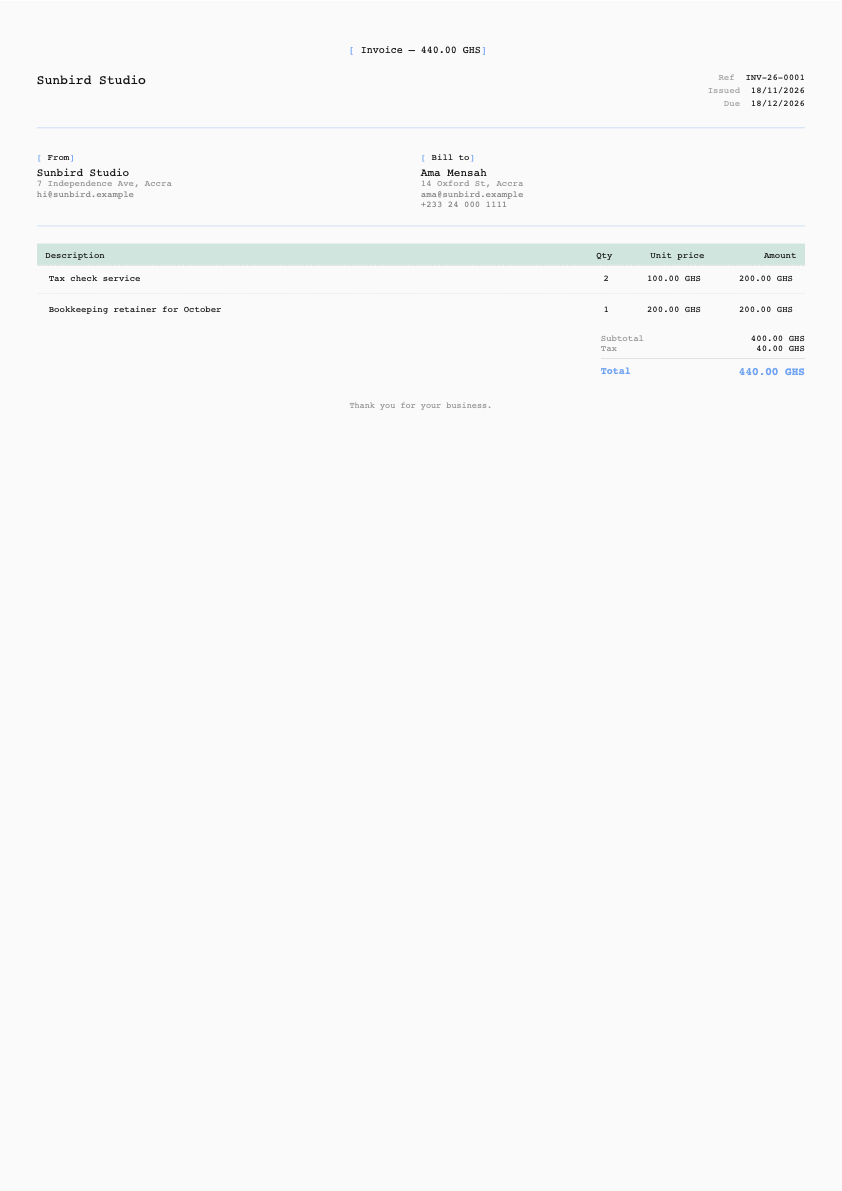 [ Invoice — 440.00 GHS]
Sunbird Studio
Ref INV-26-0001
Issued 18/11/2026
Due 18/12/2026
[ From]
Sunbird Studio
7 Independence Ave, Accra
hi@sunbird.example
[ Bill to]
Ama Mensah
14 Oxford St, Accra
ama@sunbird.example
+233 24 000 1111
Description Qty Unit price Amount
Tax check service 2 100.00 GHS 200.00 GHS
Bookkeeping retainer for October 1 200.00 GHS 200.00 GHS
Subtotal 400.00 GHS
Tax 40.00 GHS
Total 440.00 GHS
Thank you for your business.